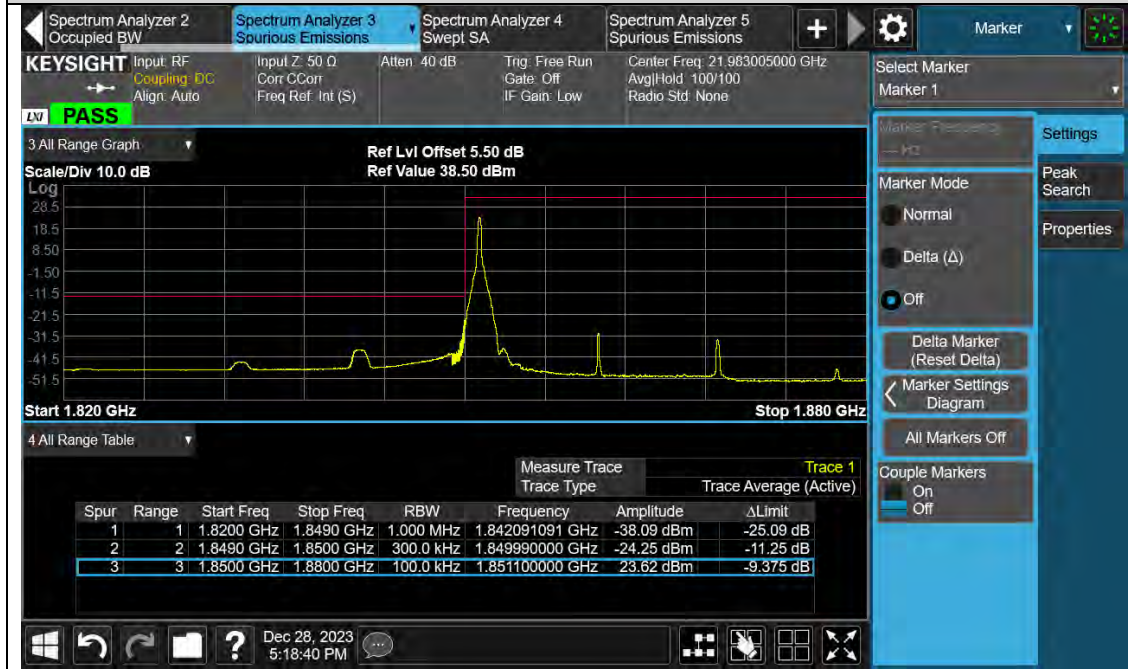 Spectrum Analyzer 2
Occupied BW
Spectrum Analyzer 3
Spurious Emissions
Spectrum Analyzer 4
Swept SA
Spectrum Analyzer 5
Spurious Emissions
+
Marker
KEYSIGHT
Input: RF
Coupling: DC
Align: Auto
Input Z: 50 Ω
Corr CCorr
Freq Ref: Int (S)
Atten: 40 dB
Trig: Free Run
Gate: Off
IF Gain: Low
Center Freq: 21.983005000 GHz
Avg|Hold: 100/100
Radio Std: None
LXI PASS
Select Marker
Marker 1
Marker Frequency
--- Hz
Settings
Peak Search
Properties
Marker Mode
Normal
Delta (Δ)
Off
Delta Marker
(Reset Delta)
Marker Settings
Diagram
All Markers Off
Couple Markers
On
Off
3 All Range Graph
Ref Lvl Offset 5.50 dB
Scale/Div 10.0 dB
Ref Value 38.50 dBm
Log
28.5
18.5
8.50
-1.50
-11.5
-21.5
-31.5
-41.5
-51.5
Start 1.820 GHz
Stop 1.880 GHz
4 All Range Table
Measure Trace Trace 1
Trace Type Trace Average (Active)
Spur Range Start Freq Stop Freq RBW Frequency Amplitude ΔLimit
1 1 1.8200 GHz 1.8490 GHz 1.000 MHz 1.842091091 GHz -38.09 dBm -25.09 dB
2 2 1.8490 GHz 1.8500 GHz 300.0 kHz 1.849990000 GHz -24.25 dBm -11.25 dB
3 3 1.8500 GHz 1.8800 GHz 100.0 kHz 1.851100000 GHz 23.62 dBm -9.375 dB
?
Dec 28, 2023
5:18:40 PM